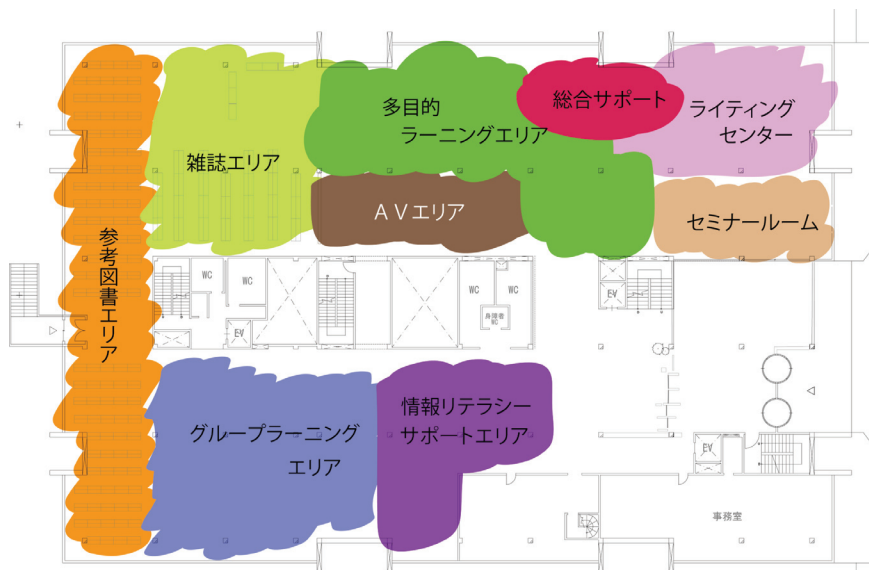 多目的
ラーニングエリア
総合サポート
ライティング
センター
雑誌エリア
AVエリア
セミナールーム
参考図書エリア
WC
WC
EV
WC
WC
身障者
WC
EV
グループラーニング
エリア
情報リテラシー
サポートエリア
EV
事務室